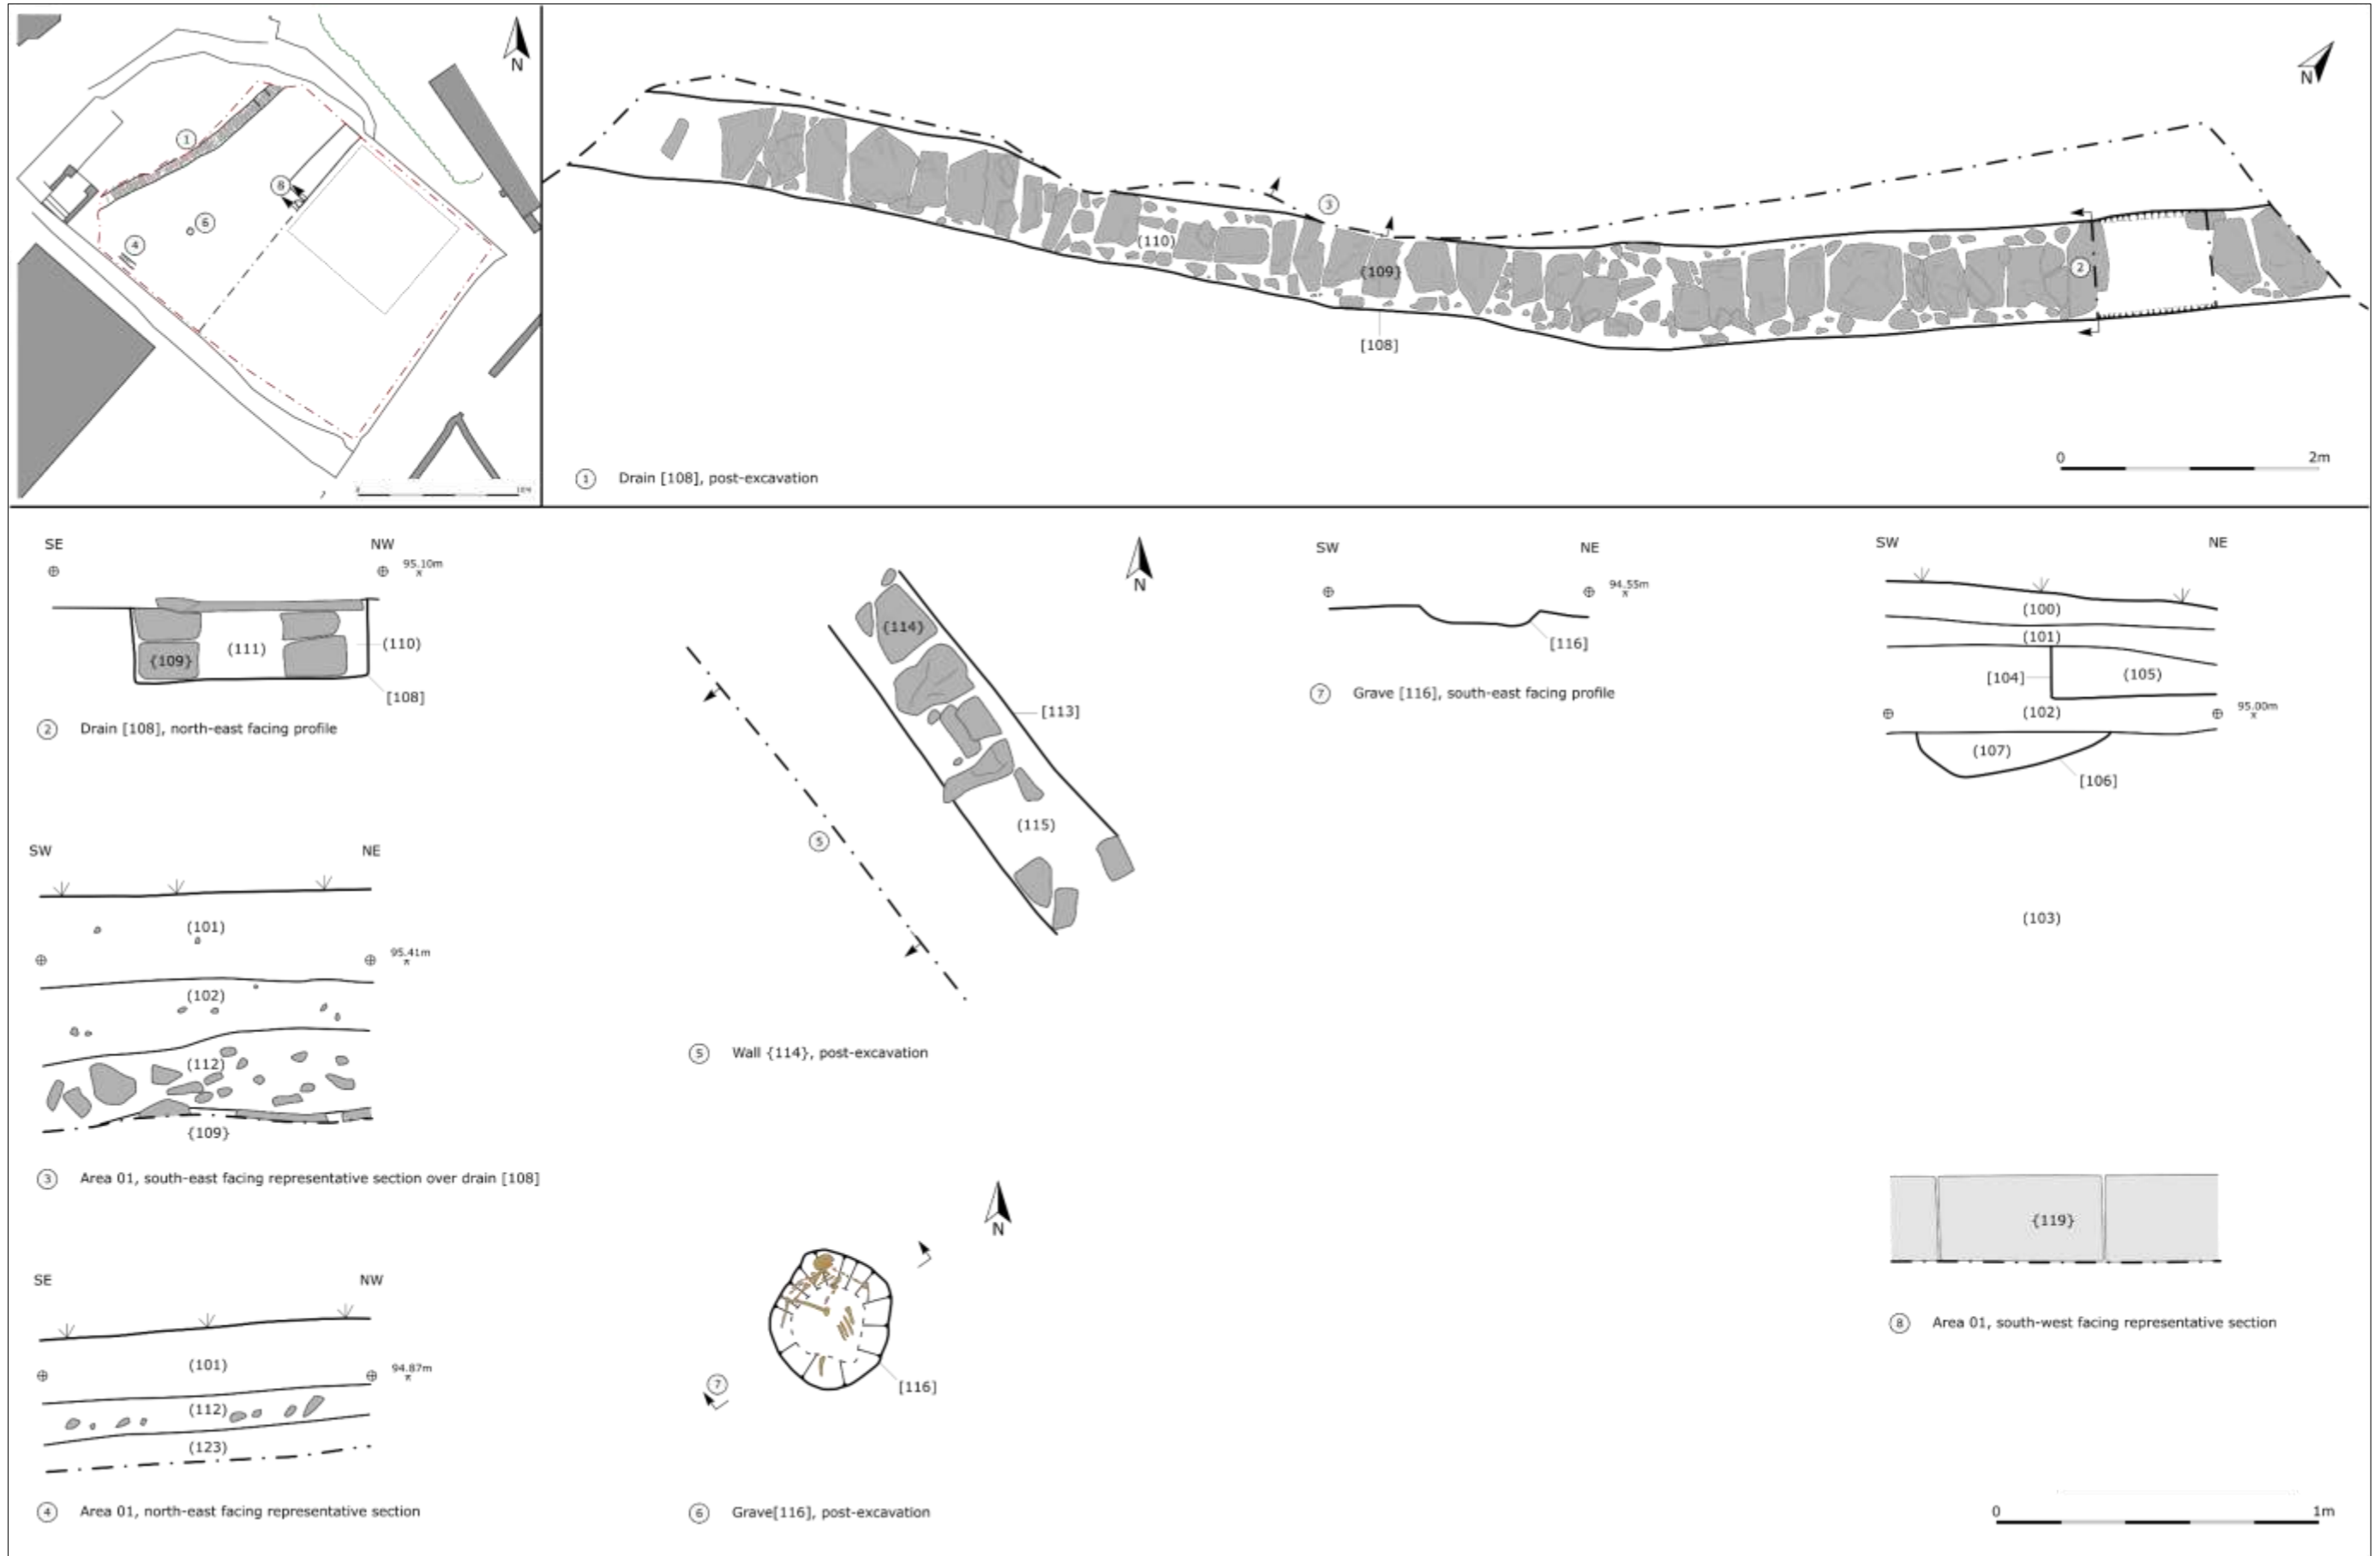 N
1
8
6
4
0
10m
N
3
(110)
{109}
2
[108]
0 2m
1 Drain [108], post-excavation
SE NW
95.10m
{109} (111) (110)
[108]
2 Drain [108], north-east facing profile
SW NE
(101)
95.41m
(102)
(112)
{109}
3 Area 01, south-east facing representative section over drain [108]
SE NW
(101)
94.87m
(112)
(123)
4 Area 01, north-east facing representative section
N
{114}
[113]
5
(115)
5 Wall {114}, post-excavation
N
7
[116]
6 Grave[116], post-excavation
SW NE
94.55m
[116]
7 Grave [116], south-east facing profile
SW NE
(100)
(101)
[104] (105)
(102)
95.00m
(107)
[106]
(103)
{119}
8 Area 01, south-west facing representative section
0 1m